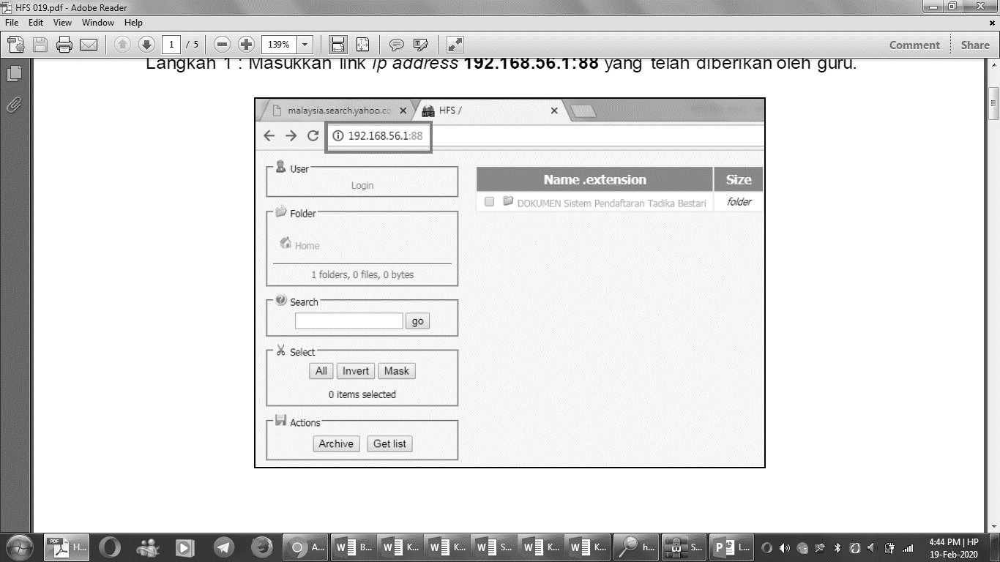 HFS 019.pdf - Adobe Reader
File Edit View Window Help
1 / 5 139% Comment Share
Langkah 1 : Masukkan link ip address 192.168.56.1:88 yang telah diberikan oleh guru.
malaysia.search.yahoo.co HFS /
192.168.56.1:88
User
Login
Folder
Home
1 folders, 0 files, 0 bytes
Search
go
Select
All Invert Mask
0 items selected
Actions
Archive Get list
Name .extension Size
DOKUMEN Sistem Pendaftaran Tadika Bestari folder
H... A... B... K... K... S... K... K... h... S... L...
4:44 PM | HP
19-Feb-2020